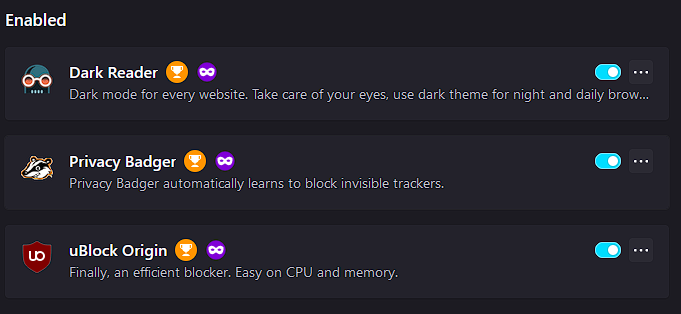 Enabled
Dark Reader
Dark mode for every website. Take care of your eyes, use dark theme for night and daily brow...
Privacy Badger
Privacy Badger automatically learns to block invisible trackers.
uBlock Origin
Finally, an efficient blocker. Easy on CPU and memory.